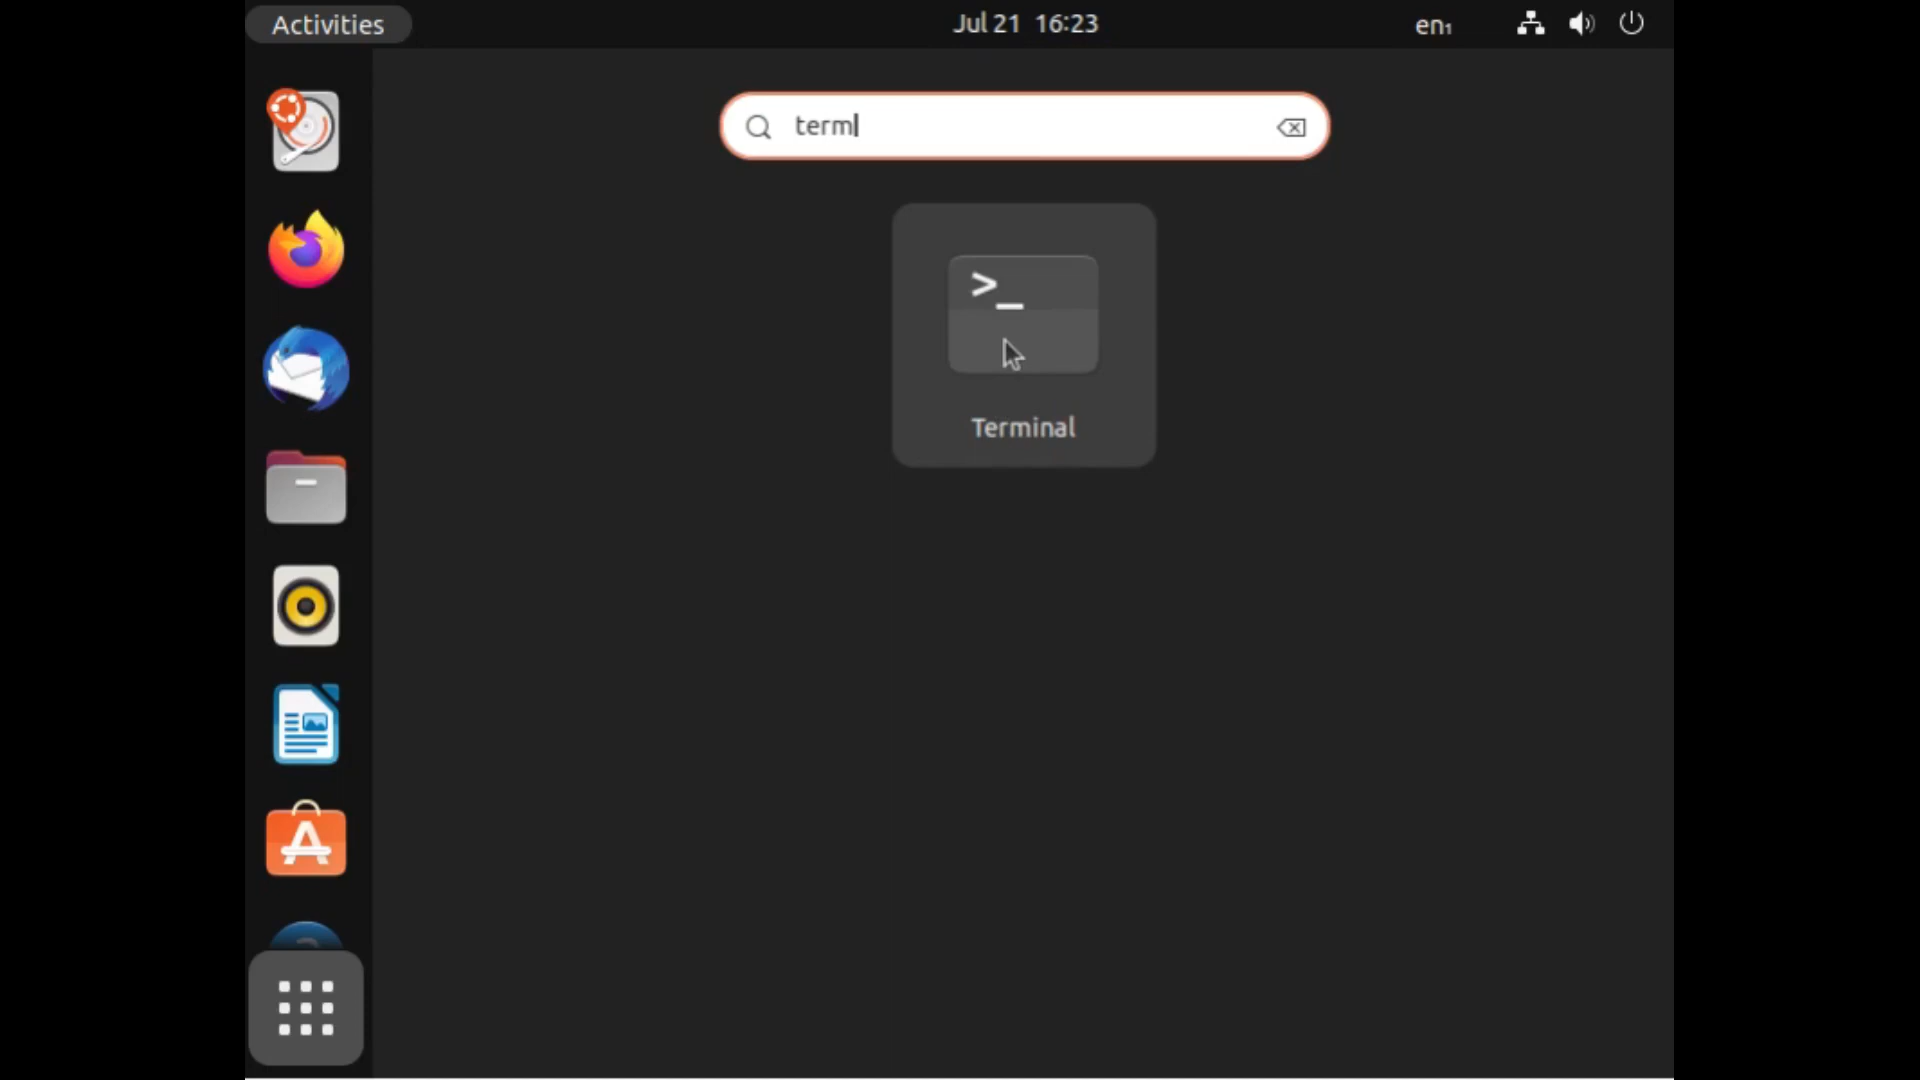 Activities
Jul 21 16:23
en₁
term
>_
Terminal